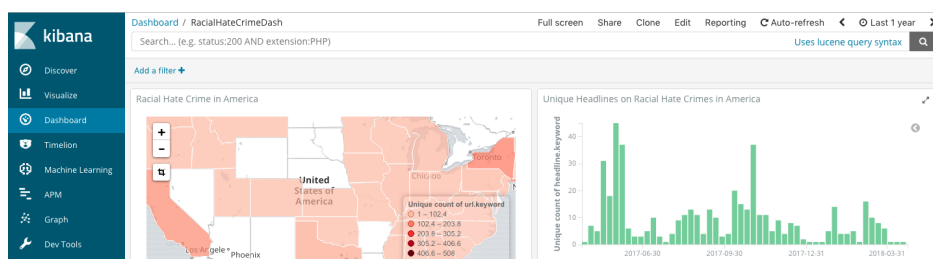 kibana
Discover
Visualize
Dashboard
Timelion
Machine Learning
APM
Graph
Dev Tools
Dashboard / RacialHateCrimeDash
Full screen Share Clone Edit Reporting Auto-refresh Last 1 year
Search... (e.g. status:200 AND extension:PHP)
Uses lucene query syntax
Add a filter +
Racial Hate Crime in America
+
−
United
States of
America
Toronto
Chicago
Los Angeles
Phoenix
Unique count of url.keyword
1 – 102.4
102.4 – 203.8
203.8 – 305.2
305.2 – 406.6
406.6 – 508
Unique Headlines on Racial Hate Crimes in America
Unique count of headline.keyword
40
30
20
10
0
2017-06-30
2017-09-30
2017-12-31
2018-03-31